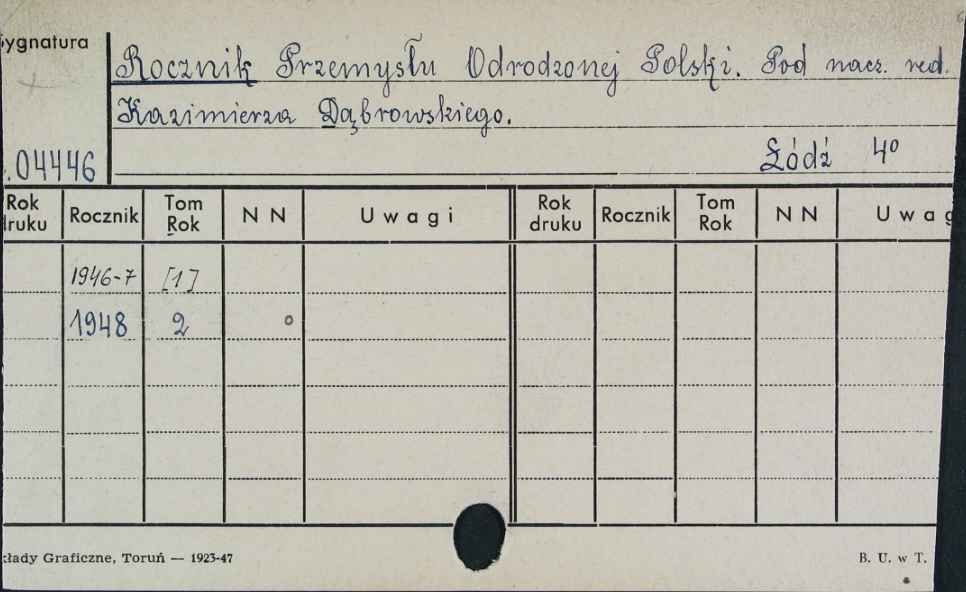 ygnatura
Rocznik Przemysłu Odrodzonej Polski. Pod nacz. red.
Kazimierza Dąbrowskiego.
.04446 Łódź 4°
Rok druku Rocznik Tom Rok N N Uwagi Rok druku Rocznik Tom Rok N N Uwag
1946-7 [1]
1948 2
kłady Graficzne, Toruń — 1923-47 B. U. w T.